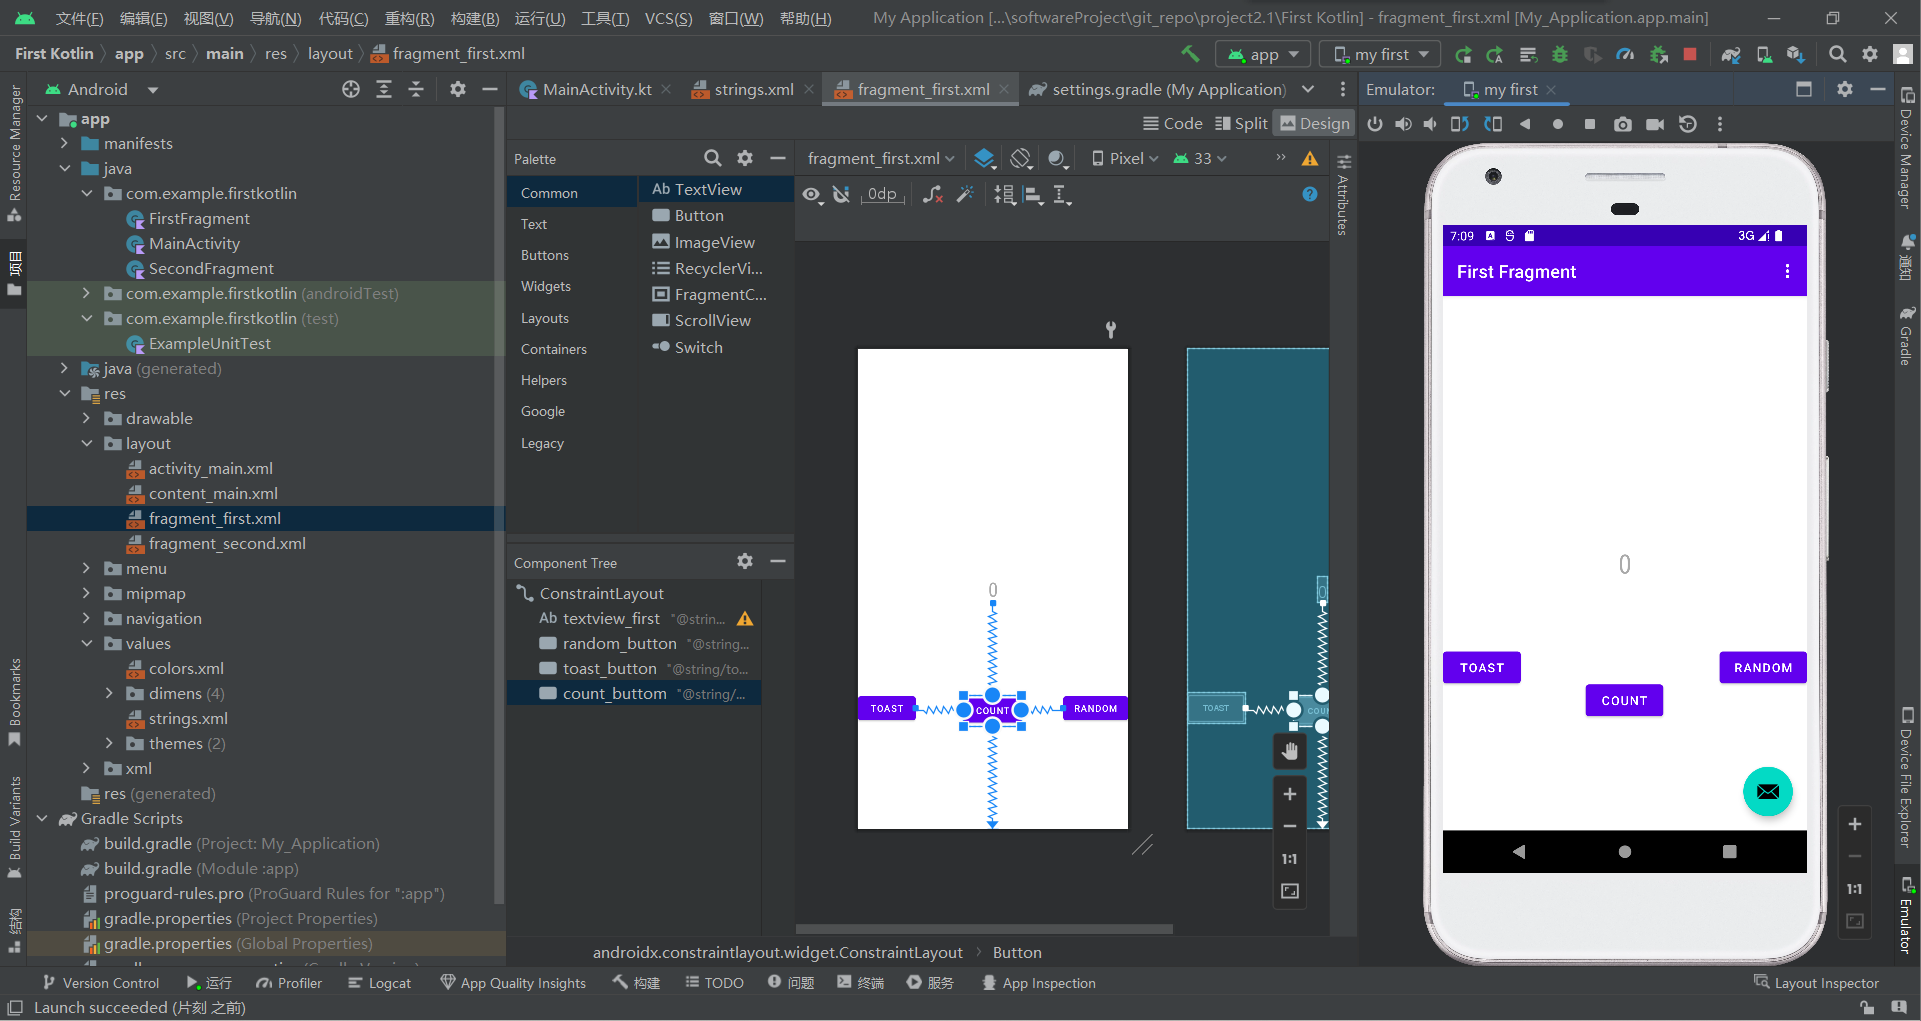 文件(F) 编辑(E) 视图(V) 导航(N) 代码(C) 重构(R) 构建(B) 运行(U) 工具(T) VCS(S) 窗口(W) 帮助(H) My Application [...\softwareProject\git_repo\project2.1\First Kotlin] - fragment_first.xml [My_Application.app.main]
First Kotlin app src main res layout fragment_first.xml
app my first
Resource Manager
项目
Bookmarks
Build Variants
结构
Android
app
manifests
java
com.example.firstkotlin
FirstFragment
MainActivity
SecondFragment
com.example.firstkotlin (androidTest)
com.example.firstkotlin (test)
ExampleUnitTest
java (generated)
res
drawable
layout
activity_main.xml
content_main.xml
fragment_first.xml
fragment_second.xml
menu
mipmap
navigation
values
colors.xml
dimens (4)
strings.xml
themes (2)
xml
res (generated)
Gradle Scripts
build.gradle (Project: My_Application)
build.gradle (Module :app)
proguard-rules.pro (ProGuard Rules for ":app")
gradle.properties (Project Properties)
gradle.properties (Global Properties)
MainActivity.kt strings.xml fragment_first.xml settings.gradle (My Application)
Code Split Design
Palette
Common
Text
Buttons
Widgets
Layouts
Containers
Helpers
Google
Legacy
Ab TextView
Button
ImageView
RecyclerVi...
FragmentC...
ScrollView
Switch
Component Tree
ConstraintLayout
Ab textview_first "@strin...
random_button "@string...
toast_button "@string/to...
count_buttom "@string/...
fragment_first.xml Pixel 33
0dp
0
TOAST COUNT RANDOM
0
TOAST COUN
1:1
androidx.constraintlayout.widget.ConstraintLayout Button
Attributes
Emulator: my first
7:09 3G
First Fragment
0
TOAST RANDOM
COUNT
1:1
Device Manager
通知
Gradle
Device File Explorer
Emulator
Version Control 运行 Profiler Logcat App Quality Insights 构建 TODO 问题 终端 服务 App Inspection Layout Inspector
Launch succeeded (片刻 之前)